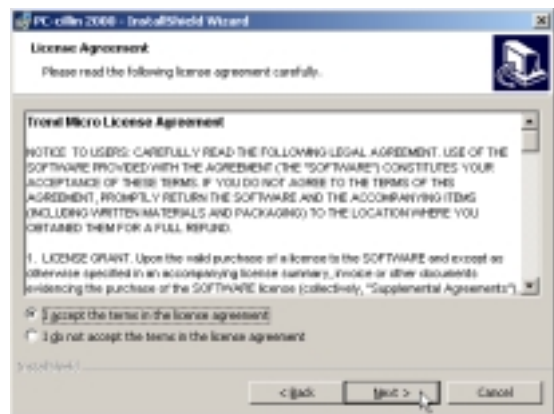 PC-cillin 2000 - InstallShield Wizard
License Agreement
Please read the following license agreement carefully.
Trend Micro License Agreement
NOTICE TO USERS: CAREFULLY READ THE FOLLOWING LEGAL AGREEMENT. USE OF THE
SOFTWARE PROVIDED WITH THE AGREEMENT (THE "SOFTWARE") CONSTITUTES YOUR
ACCEPTANCE OF THESE TERMS. IF YOU DO NOT AGREE TO THE TERMS OF THIS
AGREEMENT, PROMPTLY RETURN THE SOFTWARE AND THE ACCOMPANYING ITEMS
(INCLUDING WRITTEN MATERIALS AND PACKAGING) TO THE LOCATION WHERE YOU
OBTAINED THEM FOR A FULL REFUND.
1. LICENSE GRANT. Upon the valid purchase of a license to the SOFTWARE and except as
otherwise specified in an accompanying license summary, invoice or other documents
evidencing the purchase of the SOFTWARE license (collectively, "Supplemental Agreements"),
I accept the terms in the license agreement
I do not accept the terms in the license agreement
InstallShield
< Back
Next >
Cancel